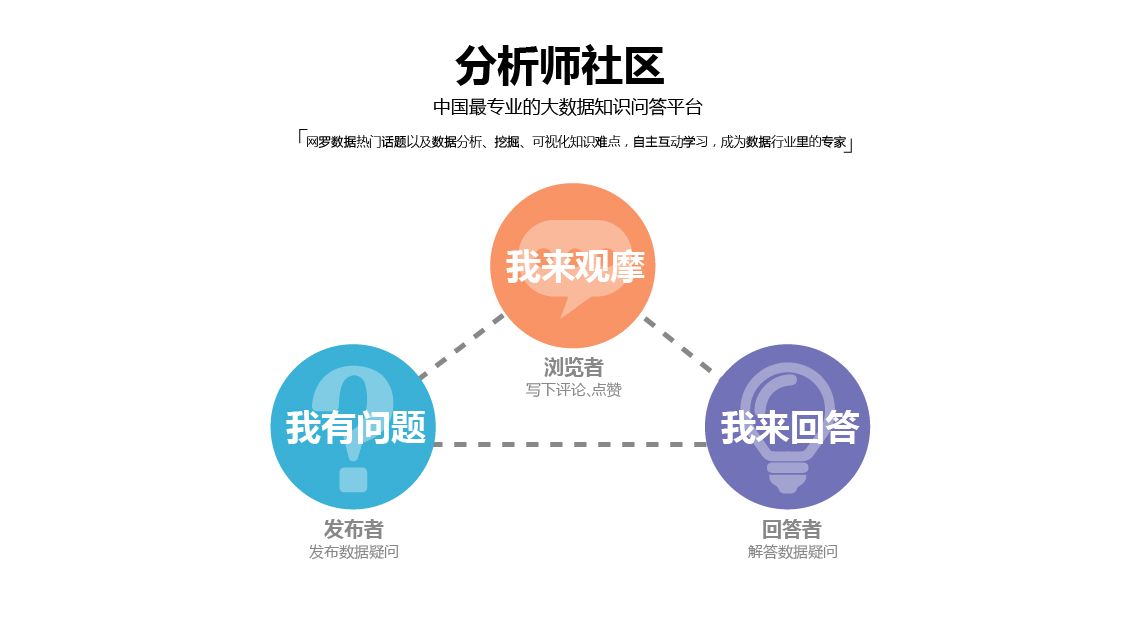 分析师社区
中国最专业的大数据知识问答平台
「网罗数据热门话题以及数据分析、挖掘、可视化知识难点，自主互动学习，成为数据行业里的专家」
我来观摩
浏览者
写下评论、点赞
我有问题
我来回答
发布者
回答者
发布数据疑问
解答数据疑问